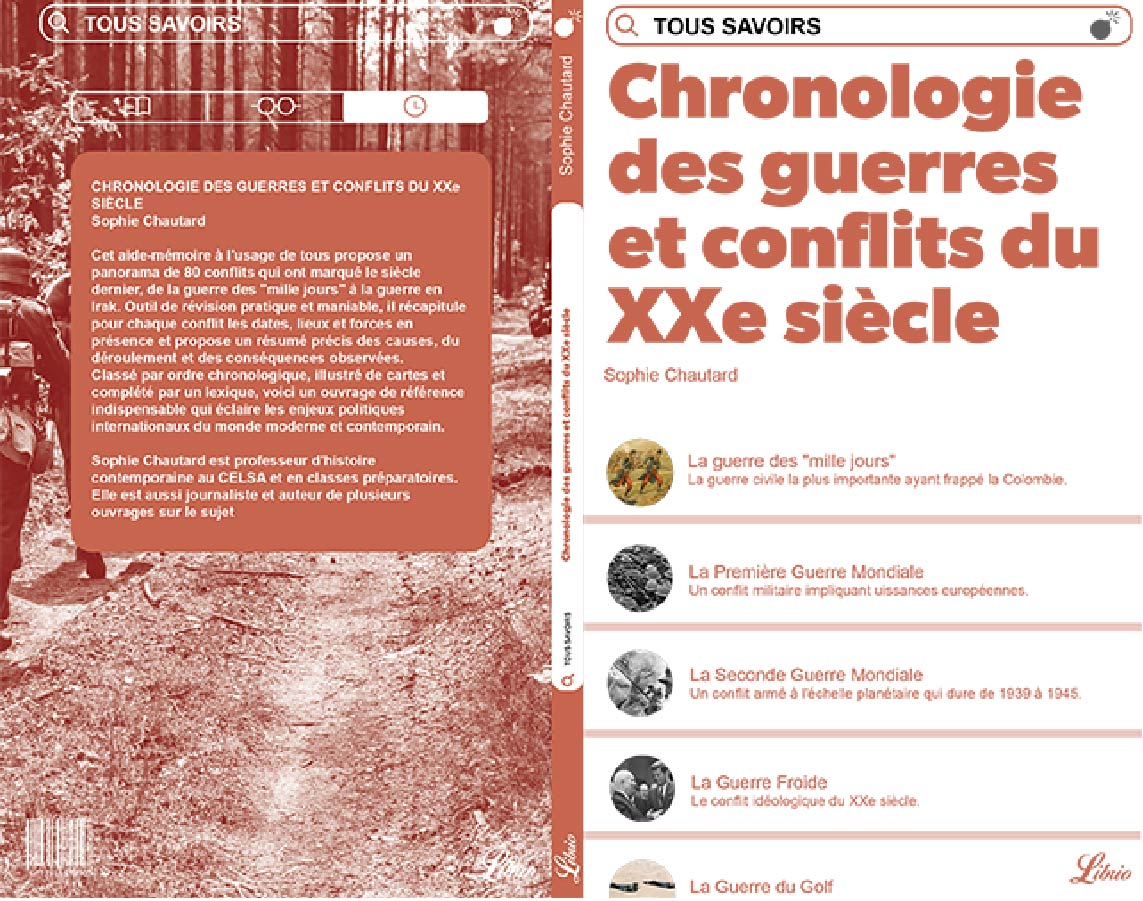 TOUS SAVOIRS
CHRONOLOGIE DES GUERRES ET CONFLITS DU XXe
SIÈCLE
Sophie Chautard
Cet aide-mémoire à l'usage de tous propose un
panorama de 80 conflits qui ont marqué le siècle
dernier, de la guerre des "mille jours" à la guerre en
Irak. Outil de révision pratique et maniable, il récapitule
pour chaque conflit les dates, lieux et forces en
présence et propose un résumé précis des causes, du
déroulement et des conséquences observées.
Classé par ordre chronologique, illustré de cartes et
complété par un lexique, voici un ouvrage de référence
indispensable qui éclaire les enjeux politiques
internationaux du monde moderne et contemporain.
Sophie Chautard est professeur d'histoire
contemporaine au CELSA et en classes préparatoires.
Elle est aussi journaliste et auteur de plusieurs
ouvrages sur le sujet
Librio
Sophie Chautard
Chronologie des guerres et conflits du XXe siècle
TOUS SAVOIRS
Librio
TOUS SAVOIRS
Chronologie
des guerres
et conflits du
XXe siècle
Sophie Chautard
La guerre des "mille jours"
La guerre civile la plus importante ayant frappé la Colombie.
La Première Guerre Mondiale
Un conflit militaire impliquant uissances européennes.
La Seconde Guerre Mondiale
Un conflit armé à l'échelle planétaire qui dure de 1939 à 1945.
La Guerre Froide
Le conflit idéologique du XXe siècle.
La Guerre du Golf
Librio